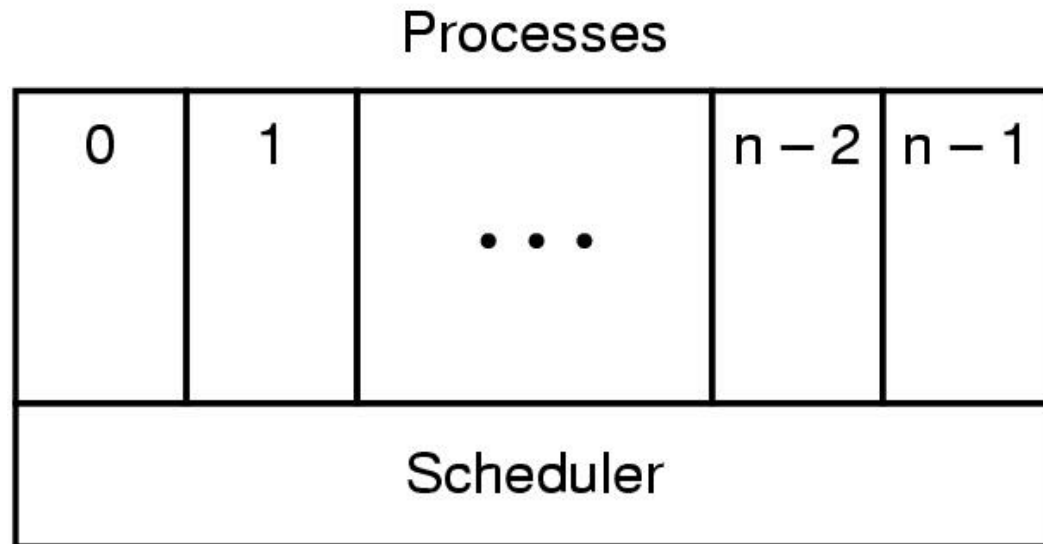 Processes
0 1 n – 2 n – 1
• • •
Scheduler